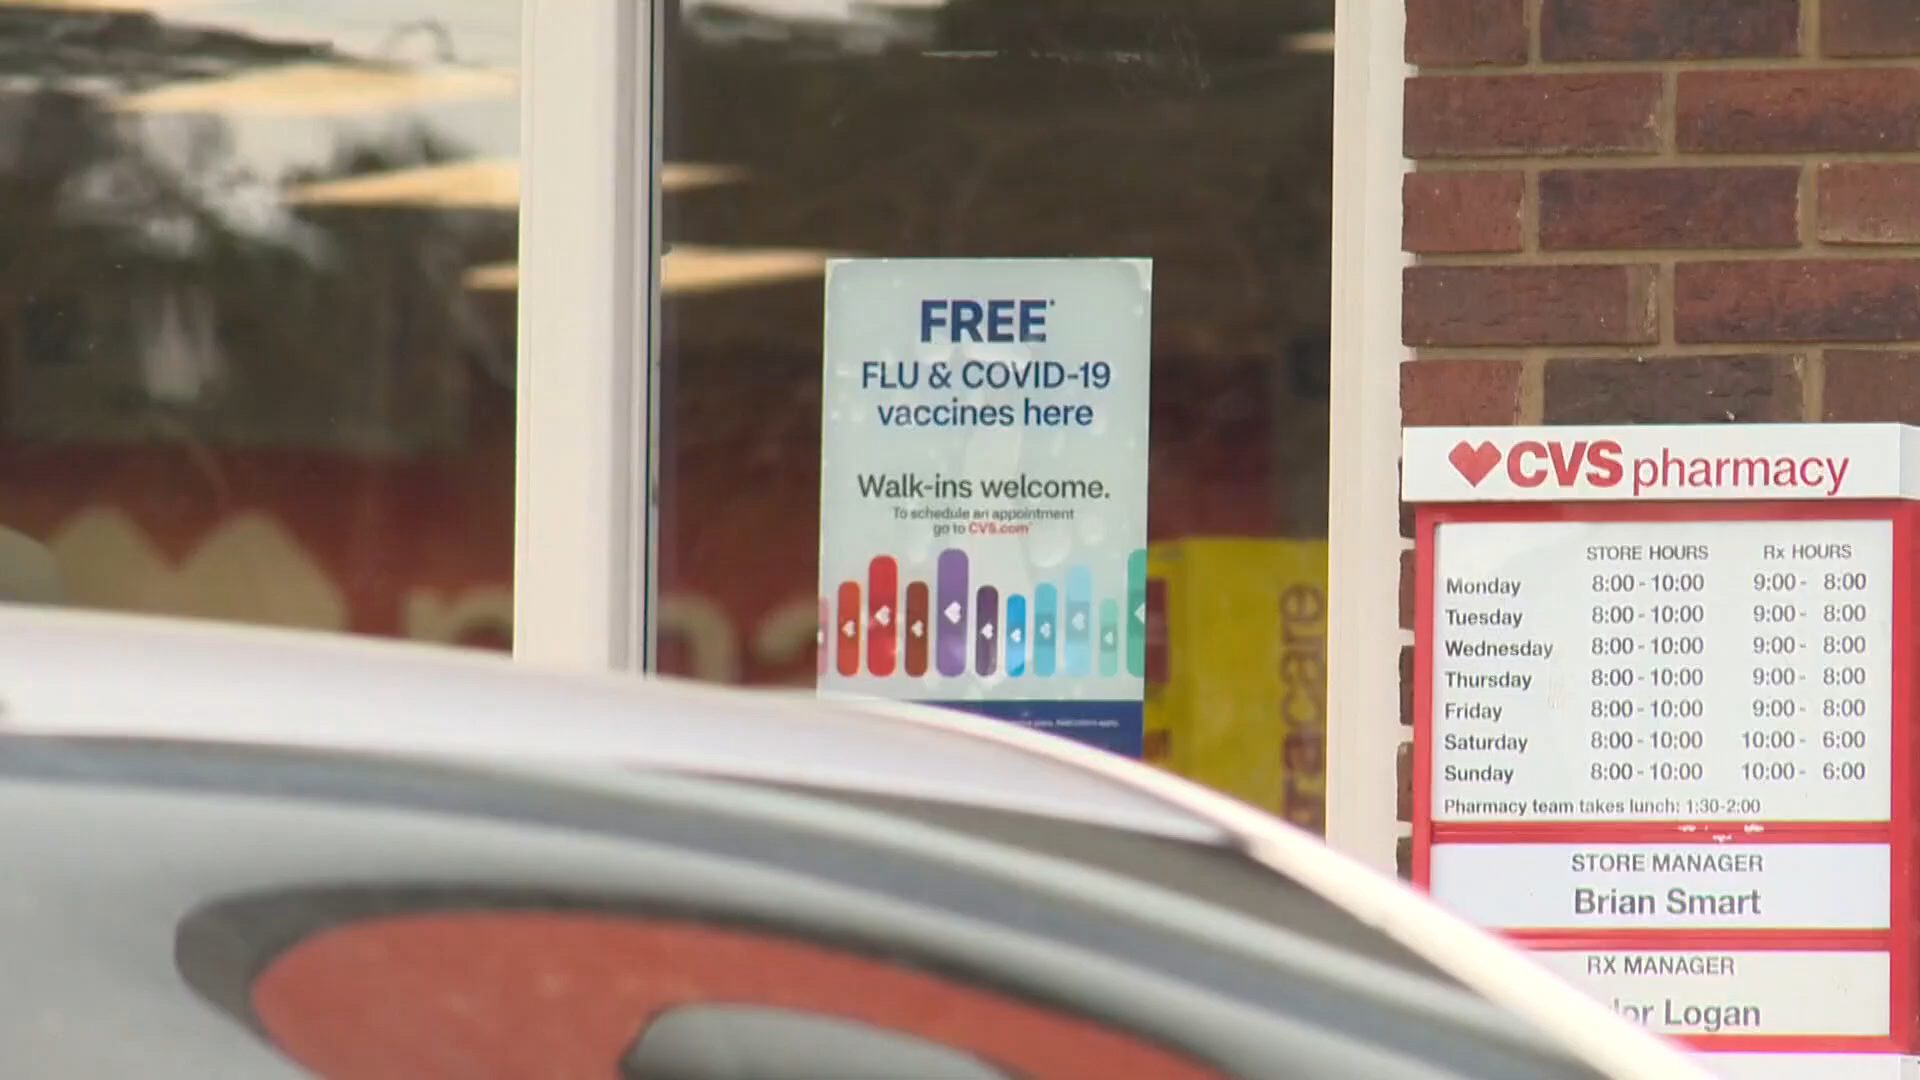 FREE*
FLU & COVID-19
vaccines here
Walk-ins welcome.
To schedule an appointment
go to CVS.com
CVS pharmacy
STORE HOURS Rx HOURS
Monday 8:00 - 10:00 9:00 - 8:00
Tuesday 8:00 - 10:00 9:00 - 8:00
Wednesday 8:00 - 10:00 9:00 - 8:00
Thursday 8:00 - 10:00 9:00 - 8:00
Friday 8:00 - 10:00 9:00 - 8:00
Saturday 8:00 - 10:00 10:00 - 6:00
Sunday 8:00 - 10:00 10:00 - 6:00
Pharmacy team takes lunch: 1:30-2:00
STORE MANAGER
Brian Smart
RX MANAGER
Logan